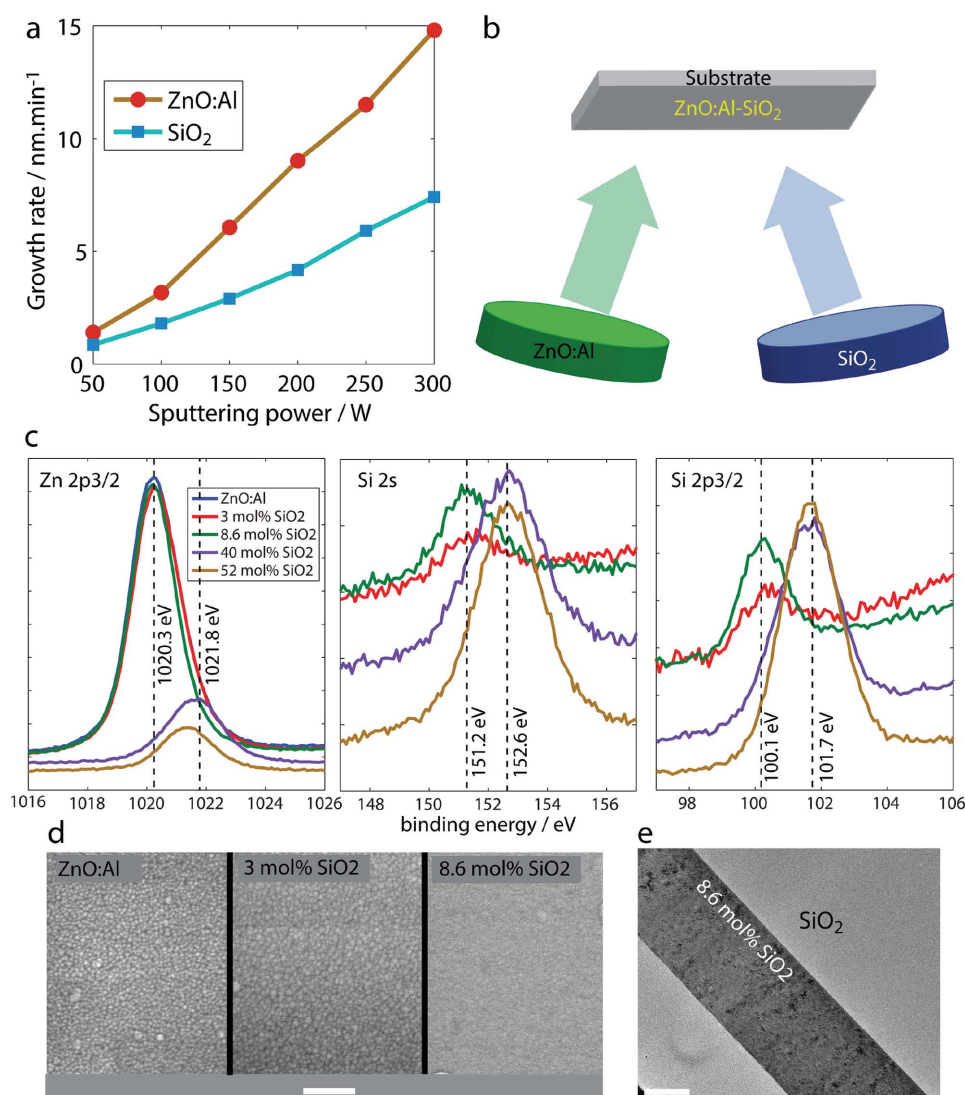 a
15
10
5
0
Growth rate / nm.min⁻¹
ZnO:Al
SiO₂
50 100 150 200 250 300
Sputtering power / W
b
Substrate
ZnO:Al-SiO₂
ZnO:Al
SiO₂
c
Zn 2p3/2
ZnO:Al
3 mol% SiO2
8.6 mol% SiO2
40 mol% SiO2
52 mol% SiO2
1020.3 eV
1021.8 eV
1016 1018 1020 1022 1024 1026
Si 2s
151.2 eV
152.6 eV
148 150 152 154 156
Si 2p3/2
100.1 eV
101.7 eV
98 100 102 104 106
binding energy / eV
d
ZnO:Al
3 mol% SiO2
8.6 mol% SiO2
e
8.6 mol% SiO2
SiO₂